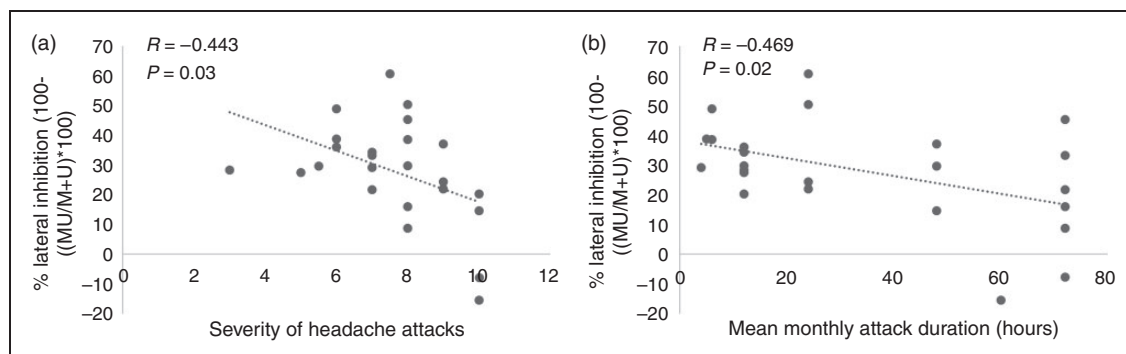 (a)
R = –0.443
P = 0.03
% lateral inhibition (100-
((MU/M+U)*100)
70
60
50
40
30
20
10
0
–10
–20
0
2
4
6
8
10
12
Severity of headache attacks
(b)
R = –0.469
P = 0.02
% lateral inhibition (100-
((MU/M+U)*100)
70
60
50
40
30
20
10
0
–10
–20
0
20
40
60
80
Mean monthly attack duration (hours)